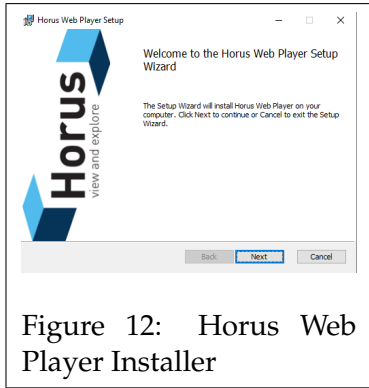 Horus Web Player Setup
Welcome to the Horus Web Player Setup
Wizard
The Setup Wizard will install Horus Web Player on your
computer. Click Next to continue or Cancel to exit the Setup
Wizard.
Horus
view and explore
Back
Next
Cancel
Figure 12: Horus Web
Player Installer